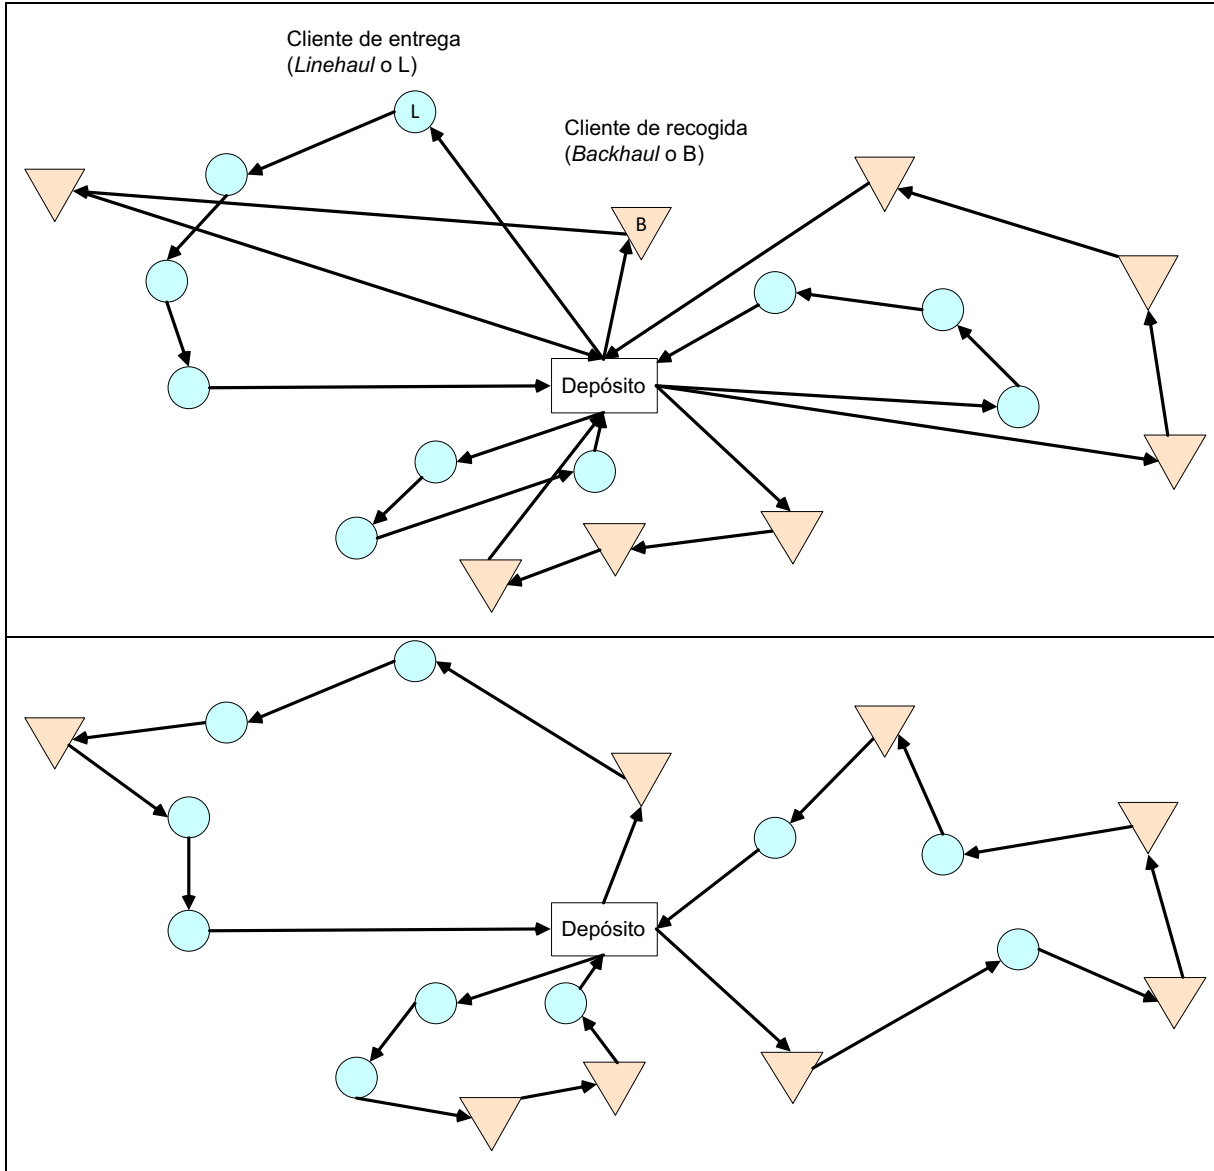 Cliente de entrega
(Linehaul o L)
L
Cliente de recogida
(Backhaul o B)
B
Depósito
Depósito